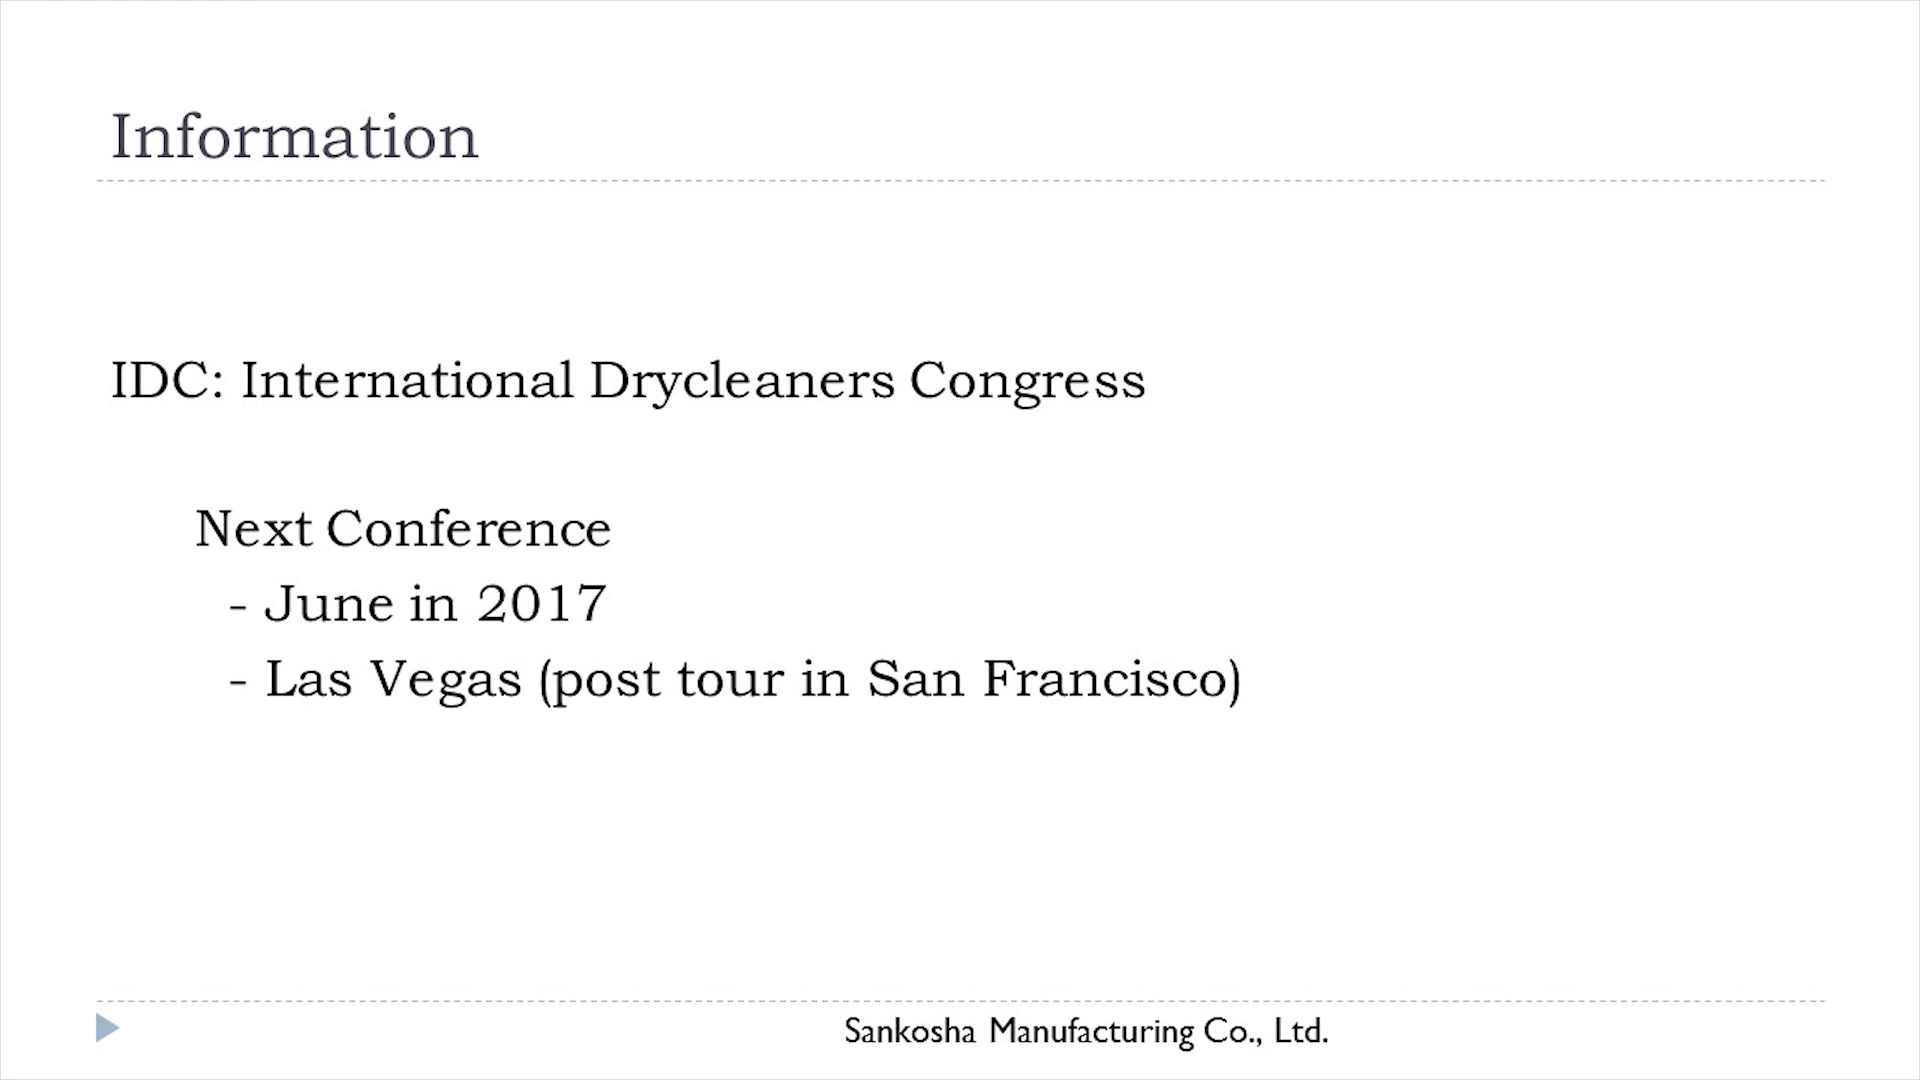 Information
IDC: International Drycleaners Congress
Next Conference
- June in 2017
- Las Vegas (post tour in San Francisco)
Sankosha Manufacturing Co., Ltd.